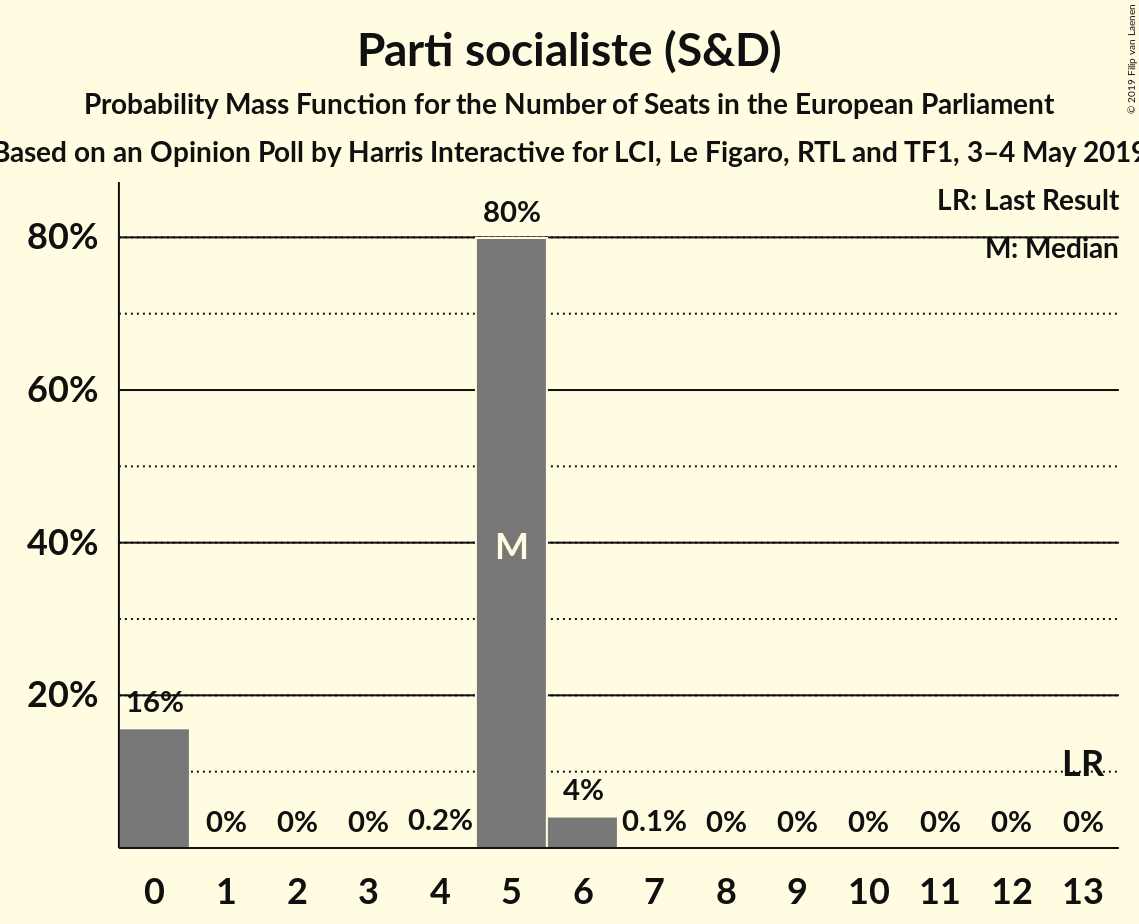 Parti socialiste (S&D)
Probability Mass Function for the Number of Seats in the European Parliament
Based on an Opinion Poll by Harris Interactive for LCI, Le Figaro, RTL and TF1, 3–4 May 2019
© 2019 Filip van Laenen
LR: Last Result
M: Median
80%
60%
40%
20%
16%
0%
0%
0%
0.2%
80%
M
4%
0.1%
0%
0%
0%
0%
0%
LR
0%
0 1 2 3 4 5 6 7 8 9 10 11 12 13